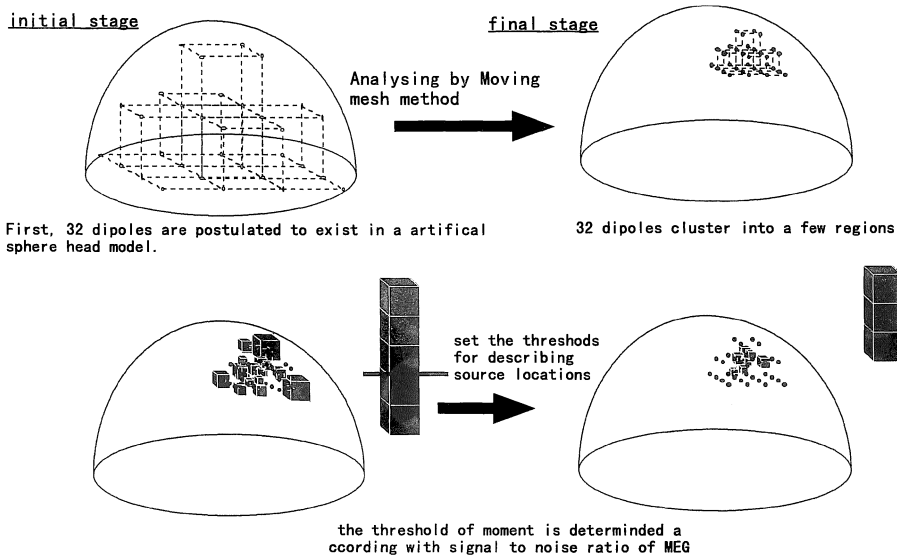 initial stage
final stage
Analysing by Moving
mesh method
First, 32 dipoles are postulated to exist in a artifical
sphere head model.
32 dipoles cluster into a few regions
set the threshods
for describing
source locations
the threshold of moment is determinded a
ccording with signal to noise ratio of MEG